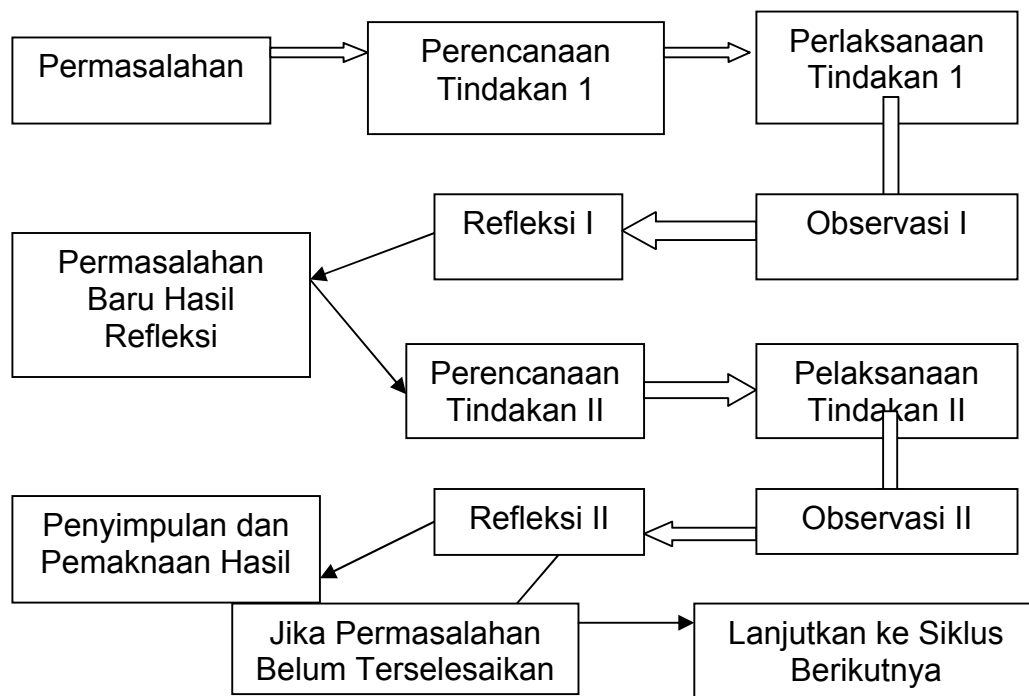 Permasalahan
Perencanaan
Tindakan 1
Perlaksanaan
Tindakan 1
Refleksi I
Observasi I
Permasalahan
Baru Hasil
Refleksi
Perencanaan
Tindakan II
Pelaksanaan
Tindakan II
Penyimpulan dan
Pemaknaan Hasil
Refleksi II
Observasi II
Jika Permasalahan
Belum Terselesaikan
Lanjutkan ke Siklus
Berikutnya